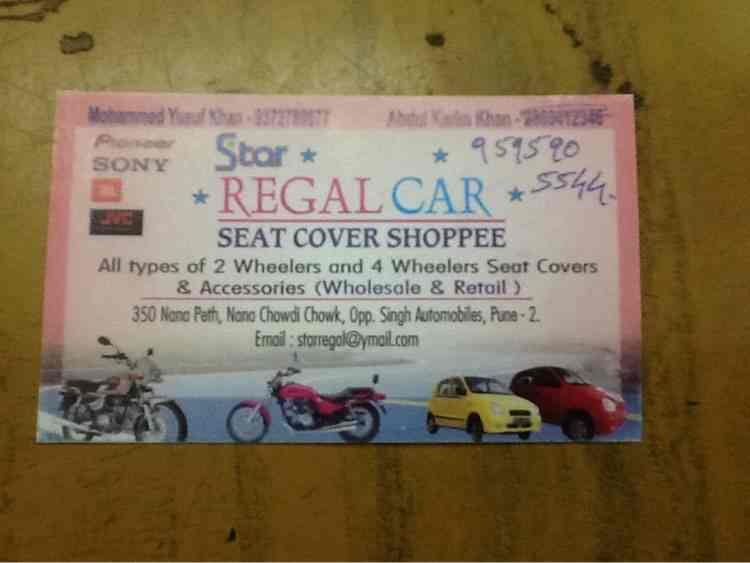 Mohammed Yusuf Khan - 9372789877 Abdul Karim Khan -
Pioneer
SONY
JBL
JVC
Star
959590
5544.
REGAL CAR
SEAT COVER SHOPPEE
All types of 2 Wheelers and 4 Wheelers Seat Covers
& Accessories (Wholesale & Retail )
350 Nana Peth, Nana Chowdi Chowk, Opp. Singh Automobiles, Pune - 2.
Email : starregal@ymail.com